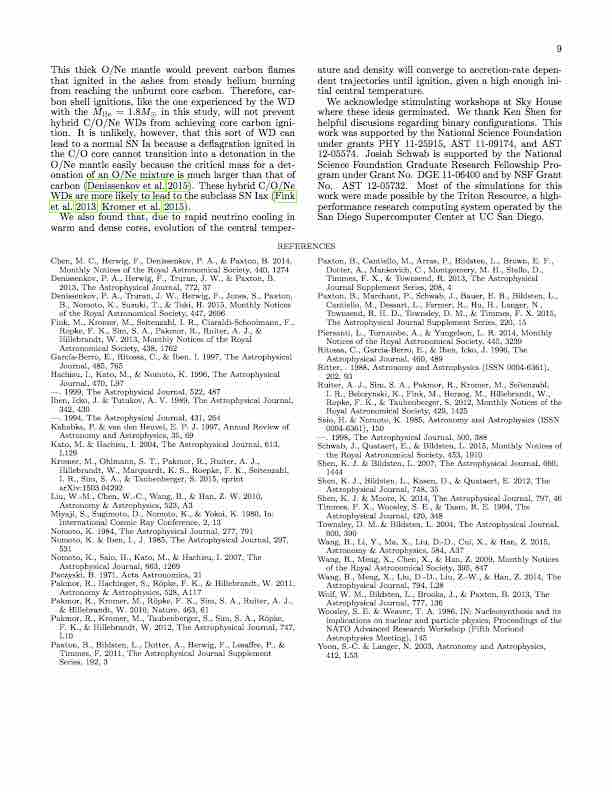 9
This thick O/Ne mantle would prevent carbon flames
that ignited in the ashes from steady helium burning
from reaching the unburnt core carbon. Therefore, car-
bon shell ignitions, like the one experienced by the WD
with the ṀHe = 1.8M⊙ in this study, will not prevent
hybrid C/O/Ne WDs from achieving core carbon igni-
tion. It is unlikely, however, that this sort of WD can
lead to a normal SN Ia because a deflagration ignited in
the C/O core cannot transition into a detonation in the
O/Ne mantle easily because the critical mass for a det-
onation of an O/Ne mixture is much larger than that of
carbon (Denissenkov et al. 2015). These hybrid C/O/Ne
WDs are more likely to lead to the subclass SN Iax (Fink
et al. 2013; Kromer et al. 2015).
We also found that, due to rapid neutrino cooling in
warm and dense cores, evolution of the central temper-
ature and density will converge to accretion-rate depen-
dent trajectories until ignition, given a high enough ini-
tial central temperature.
We acknowledge stimulating workshops at Sky House
where these ideas germinated. We thank Ken Shen for
helpful discussions regarding binary configurations. This
work was supported by the National Science Foundation
under grants PHY 11-25915, AST 11-09174, and AST
12-05574. Josiah Schwab is supported by the National
Science Foundation Graduate Research Fellowship Pro-
gram under Grant No. DGE 11-06400 and by NSF Grant
No. AST 12-05732. Most of the simulations for this
work were made possible by the Triton Resource, a high-
performance research computing system operated by the
San Diego Supercomputer Center at UC San Diego.
REFERENCES
Chen, M. C., Herwig, F., Denissenkov, P. A., & Paxton, B. 2014,
Monthly Notices of the Royal Astronomical Society, 440, 1274
Denissenkov, P. A., Herwig, F., Truran, J. W., & Paxton, B.
2013, The Astrophysical Journal, 772, 37
Denissenkov, P. A., Truran, J. W., Herwig, F., Jones, S., Paxton,
B., Nomoto, K., Suzuki, T., & Toki, H. 2015, Monthly Notices
of the Royal Astronomical Society, 447, 2696
Fink, M., Kromer, M., Seitenzahl, I. R., Ciaraldi-Schoolmann, F.,
Ropke, F. K., Sim, S. A., Pakmor, R., Ruiter, A. J., &
Hillebrandt, W. 2013, Monthly Notices of the Royal
Astronomical Society, 438, 1762
García-Berro, E., Ritossa, C., & Iben, I. 1997, The Astrophysical
Journal, 485, 765
Hachisu, I., Kato, M., & Nomoto, K. 1996, The Astrophysical
Journal, 470, L97
—. 1999, The Astrophysical Journal, 522, 487
Iben, Icko, J. & Tutukov, A. V. 1989, The Astrophysical Journal,
342, 430
—. 1994, The Astrophysical Journal, 431, 264
Kahabka, P. & van den Heuvel, E. P. J. 1997, Annual Review of
Astronomy and Astrophysics, 35, 69
Kato, M. & Hachisu, I. 2004, The Astrophysical Journal, 613,
L129
Kromer, M., Ohlmann, S. T., Pakmor, R., Ruiter, A. J.,
Hillebrandt, W., Marquardt, K. S., Roepke, F. K., Seitenzahl,
I. R., Sim, S. A., & Taubenberger, S. 2015, eprint
arXiv:1503.04292
Liu, W.-M., Chen, W.-C., Wang, B., & Han, Z. W. 2010,
Astronomy & Astrophysics, 523, A3
Miyaji, S., Sugimoto, D., Nomoto, K., & Yokoi, K. 1980, In:
International Cosmic Ray Conference, 2, 13
Nomoto, K. 1984, The Astrophysical Journal, 277, 791
Nomoto, K. & Iben, I., J. 1985, The Astrophysical Journal, 297,
531
Nomoto, K., Saio, H., Kato, M., & Hachisu, I. 2007, The
Astrophysical Journal, 663, 1269
Paczyski, B. 1971, Acta Astronomica, 21
Pakmor, R., Hachinger, S., Röpke, F. K., & Hillebrandt, W. 2011,
Astronomy & Astrophysics, 528, A117
Pakmor, R., Kromer, M., Röpke, F. K., Sim, S. A., Ruiter, A. J.,
& Hillebrandt, W. 2010, Nature, 463, 61
Pakmor, R., Kromer, M., Taubenberger, S., Sim, S. A., Röpke,
F. K., & Hillebrandt, W. 2012, The Astrophysical Journal, 747,
L10
Paxton, B., Bildsten, L., Dotter, A., Herwig, F., Lesaffre, P., &
Timmes, F. 2011, The Astrophysical Journal Supplement
Series, 192, 3
Paxton, B., Cantiello, M., Arras, P., Bildsten, L., Brown, E. F.,
Dotter, A., Mankovich, C., Montgomery, M. H., Stello, D.,
Timmes, F. X., & Townsend, R. 2013, The Astrophysical
Journal Supplement Series, 208, 4
Paxton, B., Marchant, P., Schwab, J., Bauer, E. B., Bildsten, L.,
Cantiello, M., Dessart, L., Farmer, R., Hu, H., Langer, N.,
Townsend, R. H. D., Townsley, D. M., & Timmes, F. X. 2015,
The Astrophysical Journal Supplement Series, 220, 15
Piersanti, L., Tornambe, A., & Yungelson, L. R. 2014, Monthly
Notices of the Royal Astronomical Society, 445, 3239
Ritossa, C., Garcia-Berro, E., & Iben, Icko, J. 1996, The
Astrophysical Journal, 460, 489
Ritter, . 1988, Astronomy and Astrophysics (ISSN 0004-6361),
202, 93
Ruiter, A. J., Sim, S. A., Pakmor, R., Kromer, M., Seitenzahl,
I. R., Belczynski, K., Fink, M., Herzog, M., Hillebrandt, W.,
Ropke, F. K., & Taubenberger, S. 2012, Monthly Notices of the
Royal Astronomical Society, 429, 1425
Saio, H. & Nomoto, K. 1985, Astronomy and Astrophysics (ISSN
0004-6361), 150
—. 1998, The Astrophysical Journal, 500, 388
Schwab, J., Quataert, E., & Bildsten, L. 2015, Monthly Notices of
the Royal Astronomical Society, 453, 1910
Shen, K. J. & Bildsten, L. 2007, The Astrophysical Journal, 660,
1444
Shen, K. J., Bildsten, L., Kasen, D., & Quataert, E. 2012, The
Astrophysical Journal, 748, 35
Shen, K. J. & Moore, K. 2014, The Astrophysical Journal, 797, 46
Timmes, F. X., Woosley, S. E., & Taam, R. E. 1994, The
Astrophysical Journal, 420, 348
Townsley, D. M. & Bildsten, L. 2004, The Astrophysical Journal,
600, 390
Wang, B., Li, Y., Ma, X., Liu, D.-D., Cui, X., & Han, Z. 2015,
Astronomy & Astrophysics, 584, A37
Wang, B., Meng, X., Chen, X., & Han, Z. 2009, Monthly Notices
of the Royal Astronomical Society, 395, 847
Wang, B., Meng, X., Liu, D.-D., Liu, Z.-W., & Han, Z. 2014, The
Astrophysical Journal, 794, L28
Wolf, W. M., Bildsten, L., Brooks, J., & Paxton, B. 2013, The
Astrophysical Journal, 777, 136
Woosley, S. E. & Weaver, T. A. 1986, IN: Nucleosynthesis and its
implications on nuclear and particle physics; Proceedings of the
NATO Advanced Research Workshop (Fifth Moriond
Astrophysics Meeting), 145
Yoon, S.-C. & Langer, N. 2003, Astronomy and Astrophysics,
412, L53